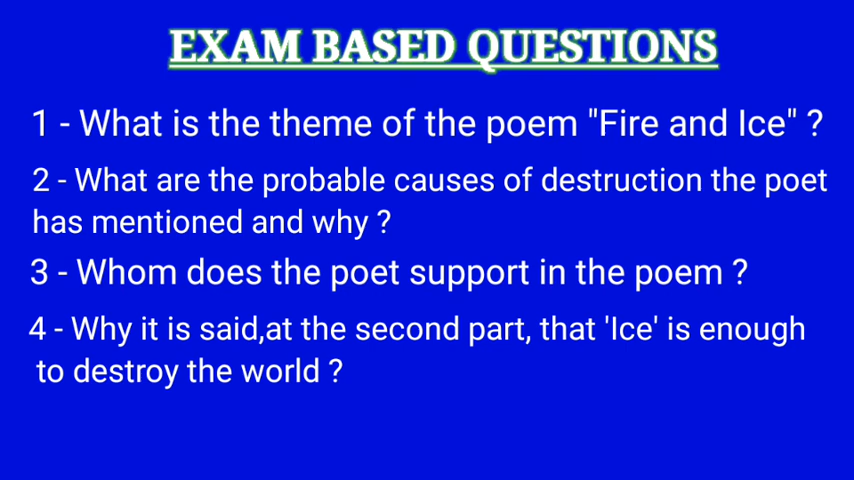 EXAM BASED QUESTIONS
1 - What is the theme of the poem "Fire and Ice" ?
2 - What are the probable causes of destruction the poet
has mentioned and why ?
3 - Whom does the poet support in the poem ?
4 - Why it is said,at the second part, that 'Ice' is enough
to destroy the world ?